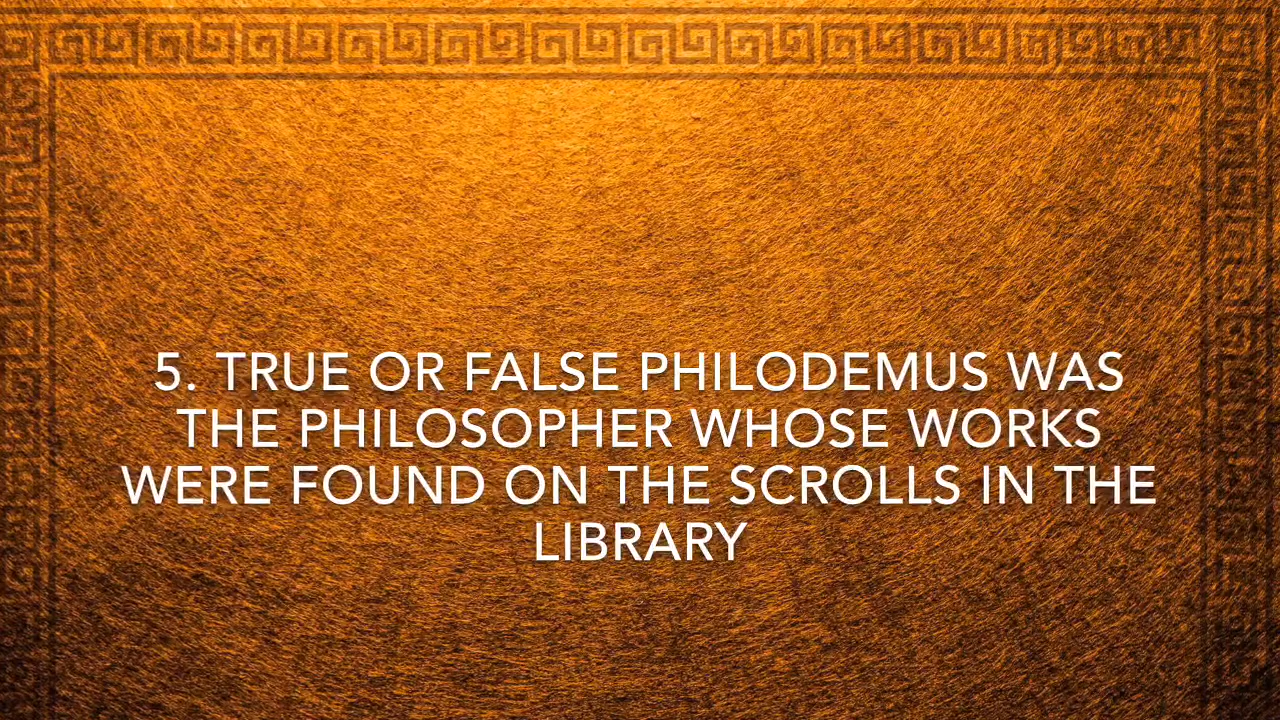 5. TRUE OR FALSE PHILODEMUS WAS
THE PHILOSOPHER WHOSE WORKS
WERE FOUND ON THE SCROLLS IN THE
LIBRARY